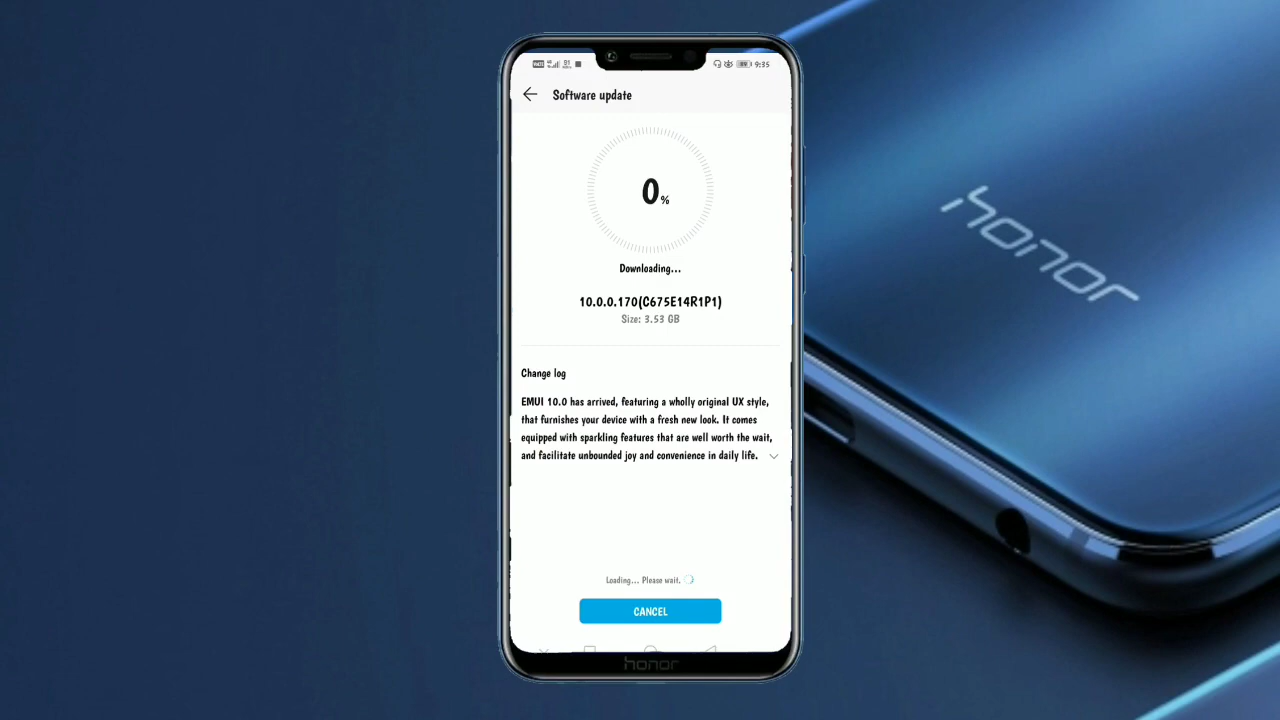 9:35
Software update
0%
Downloading...
10.0.0.170(C675E14R1P1)
Size: 3.53 GB
Change log
EMUI 10.0 has arrived, featuring a wholly original UX style,
that furnishes your device with a fresh new look. It comes
equipped with sparkling features that are well worth the wait,
and facilitate unbounded joy and convenience in daily life.
Loading... Please wait.
CANCEL
honor
honor